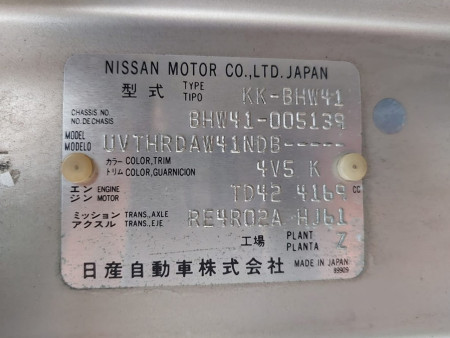 NISSAN MOTOR CO.,LTD. JAPAN
型式 TYPE TIPO KK-BHW41
CHASSIS NO. NO.DE CHASIS BHW41-005139
MODEL MODELO UVTHRDAW41NDB-----
カラー COLOR,TRIM トリム COLOR,GUARNICION 4V5 K
エンジン ENGINE MOTOR TD42 4169 CC
ミッション TRANS.,AXLE アクスル TRANS.,EJE RE4R02A-HJ61
工場 PLANT PLANTA Z
日産自動車株式会社 MADE IN JAPAN
89909